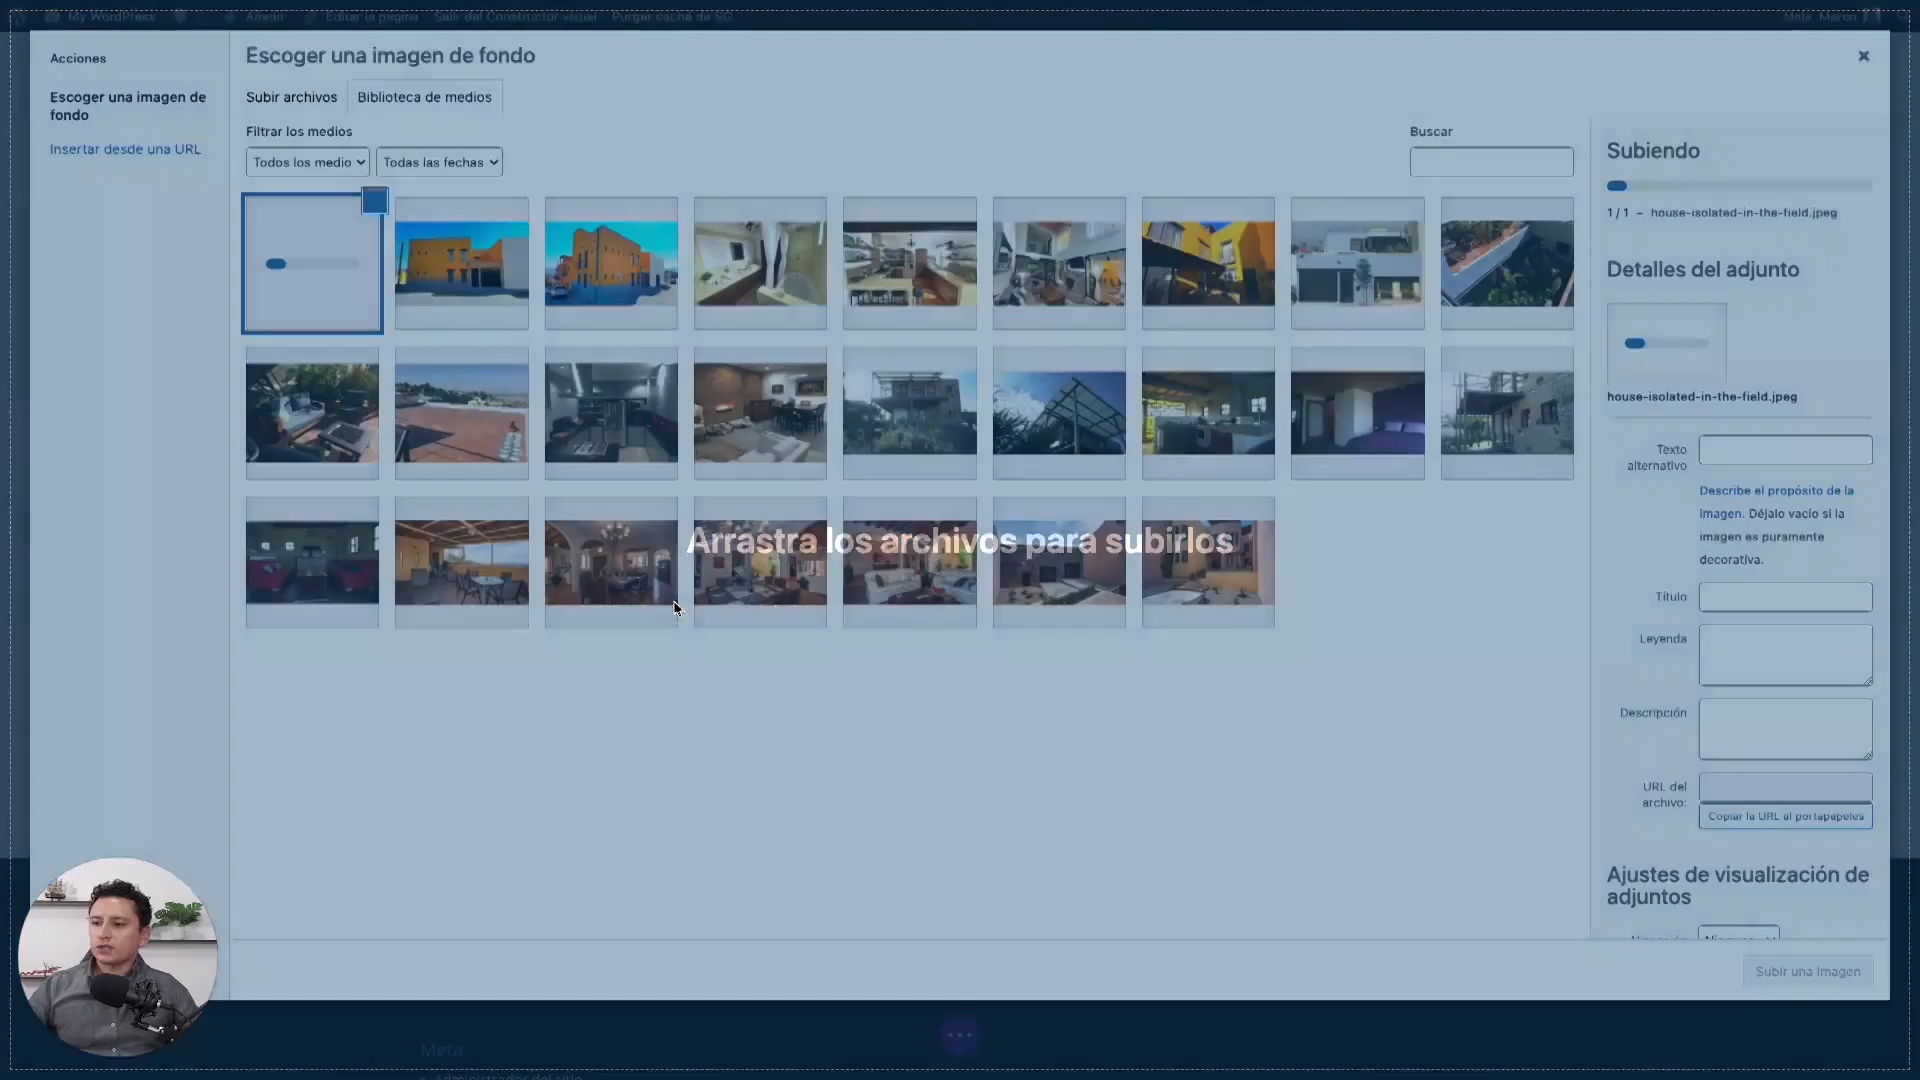 My WordPress
Añadir
Editar la página
Salir del Constructor visual
Purgar caché de SG
Hola, Maren
Acciones
Escoger una imagen de
fondo
Insertar desde una URL
Escoger una imagen de fondo
Subir archivos
Biblioteca de medios
Filtrar los medios
Todos los medio
Todas las fechas
Buscar
Arrastra los archivos para subirlos
Subiendo
1 / 1 – house-isolated-in-the-field.jpeg
Detalles del adjunto
house-isolated-in-the-field.jpeg
Texto
alternativo
Describe el propósito de la
imagen. Déjalo vacío si la
imagen es puramente
decorativa.
Título
Leyenda
Descripción
URL del
archivo:
Copiar la URL al portapapeles
Ajustes de visualización de
adjuntos
Subir una imagen
Meta
Administrador del sitio